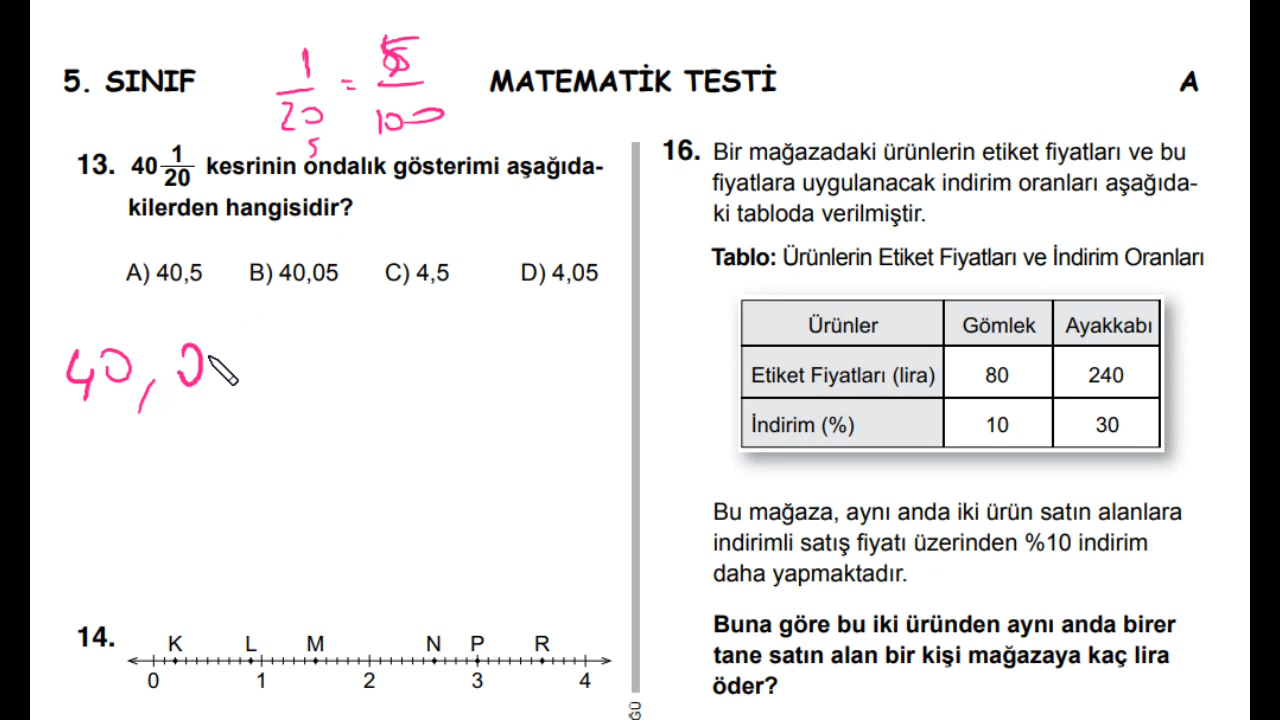 5. SINIF
1/20 = 5/100
5
MATEMATİK TESTİ
A
13. 40 1/20 kesrinin ondalık gösterimi aşağıda-
kilerden hangisidir?
A) 40,5 B) 40,05 C) 4,5 D) 4,05
40,0
14. K L M N P R
0 1 2 3 4
16. Bir mağazadaki ürünlerin etiket fiyatları ve bu
fiyatlara uygulanacak indirim oranları aşağıda-
ki tabloda verilmiştir.
Tablo: Ürünlerin Etiket Fiyatları ve İndirim Oranları
Ürünler Gömlek Ayakkabı
Etiket Fiyatları (lira) 80 240
İndirim (%) 10 30
Bu mağaza, aynı anda iki ürün satın alanlara
indirimli satış fiyatı üzerinden %10 indirim
daha yapmaktadır.
Buna göre bu iki üründen aynı anda birer
tane satın alan bir kişi mağazaya kaç lira
öder?